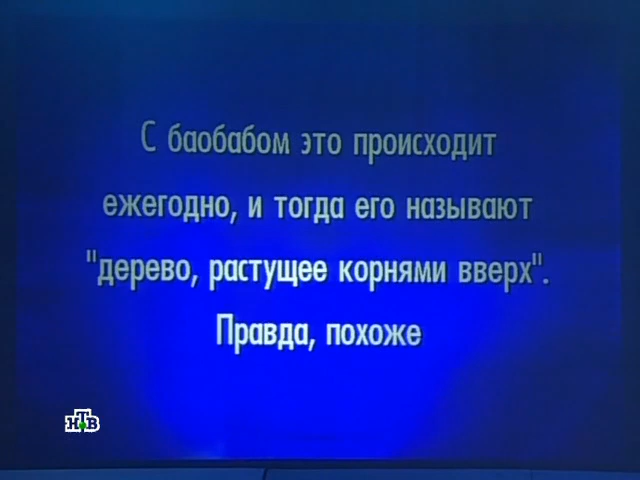 С баобабом это происходит
ежегодно, и тогда его называют
"дерево, растущее корнями вверх".
Правда, похоже
НТВ